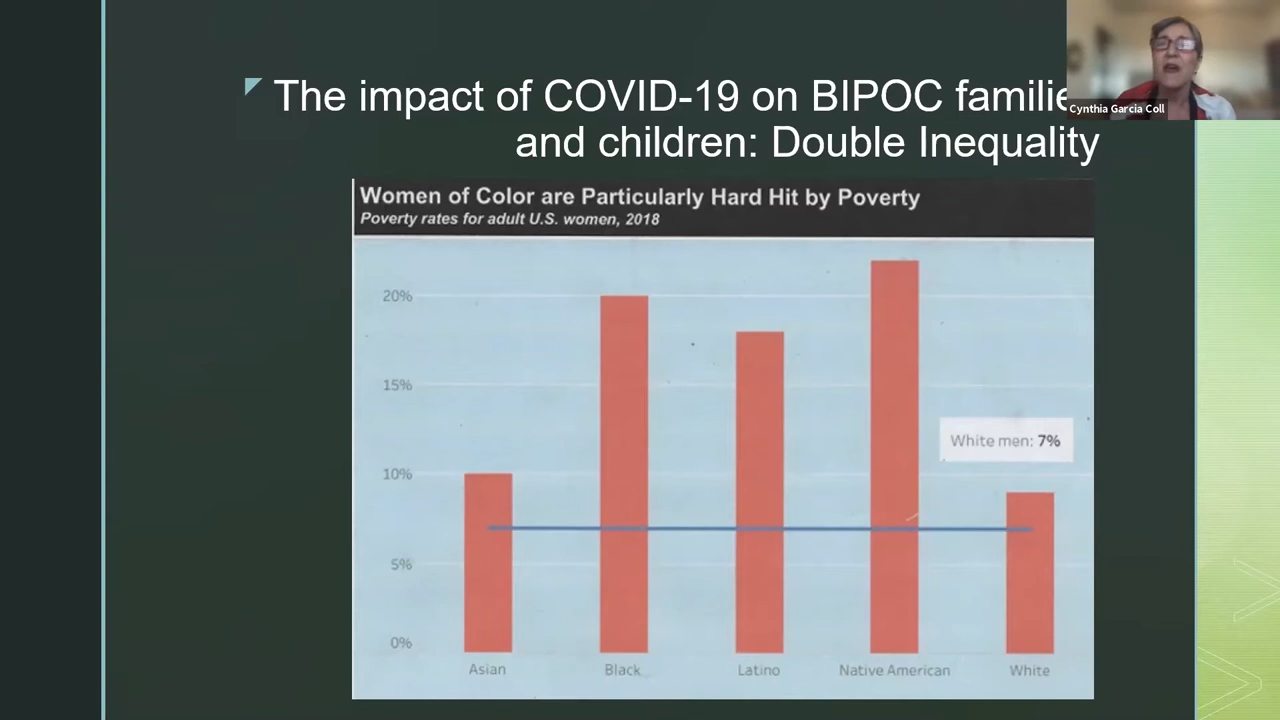 The impact of COVID-19 on BIPOC familie
and children: Double Inequality
Cynthia Garcia Coll
Women of Color are Particularly Hard Hit by Poverty
Poverty rates for adult U.S. women, 2018
20%
15%
White men: 7%
10%
5%
0%
Asian Black Latino Native American White